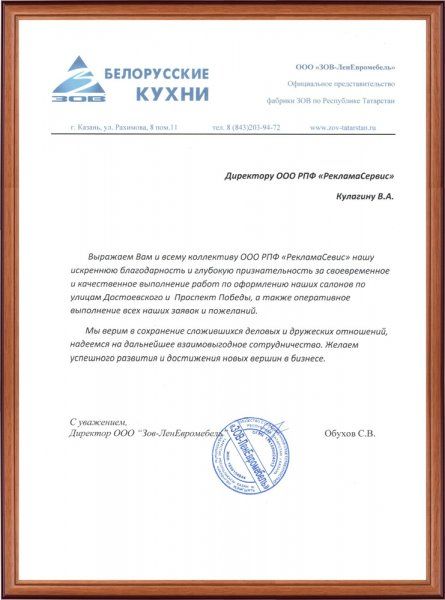 ЗОВ
БЕЛОРУССКИЕ
КУХНИ
ООО «ЗОВ-ЛенЕвромебель»
Официальное представительство
фабрики ЗОВ по Республике Татарстан
г. Казань, ул. Рахимова, 8 пом.11 тел. 8 (843)203-94-72 www.zov-tatarstan.ru
Директору ООО РПФ «РекламаСервис»
Кулагину В.А.
Выражаем Вам и всему коллективу ООО РПФ «РекламаСевис» нашу
искреннюю благодарность и глубокую признательность за своевременное
и качественное выполнение работ по оформлению наших салонов по
улицам Достоевского и Проспект Победы, а также оперативное
выполнение всех наших заявок и пожеланий.
Мы верим в сохранение сложившихся деловых и дружеских отношений,
надеемся на дальнейшее взаимовыгодное сотрудничество. Желаем
успешного развития и достижения новых вершин в бизнесе.
С уважением,
Директор ООО "Зов-ЛенЕвромебель" Обухов С.В.
«ЗОВ-ЛенЕвромебель»